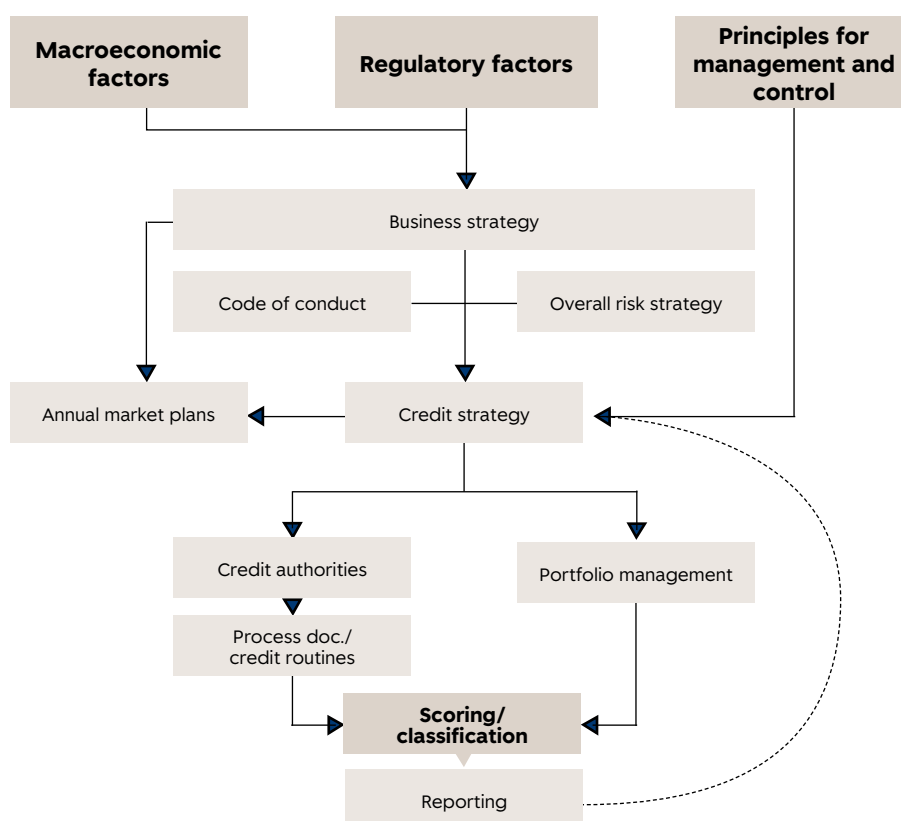 Macroeconomic
factors
Regulatory factors
Principles for
management and
control
Business strategy
Code of conduct
Overall risk strategy
Annual market plans
Credit strategy
Credit authorities
Portfolio management
Process doc./
credit routines
Scoring/
classification
Reporting